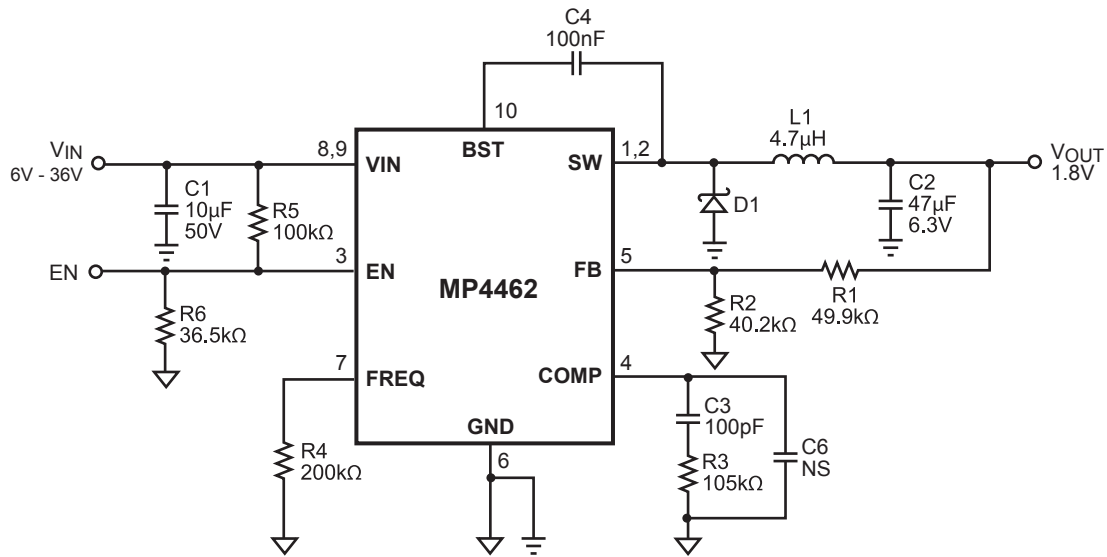 C4
100nF
10
L1
4.7µH
VIN
6V - 36V
8,9
VIN
BST
SW
1,2
VOUT
1.8V
C1
10µF
50V
R5
100kΩ
D1
C2
47µF
6.3V
EN
3
EN
MP4462
FB
5
R6
36.5kΩ
R2
40.2kΩ
R1
49.9kΩ
7
FREQ
COMP
4
GND
C3
100pF
R4
200kΩ
6
R3
105kΩ
C6
NS